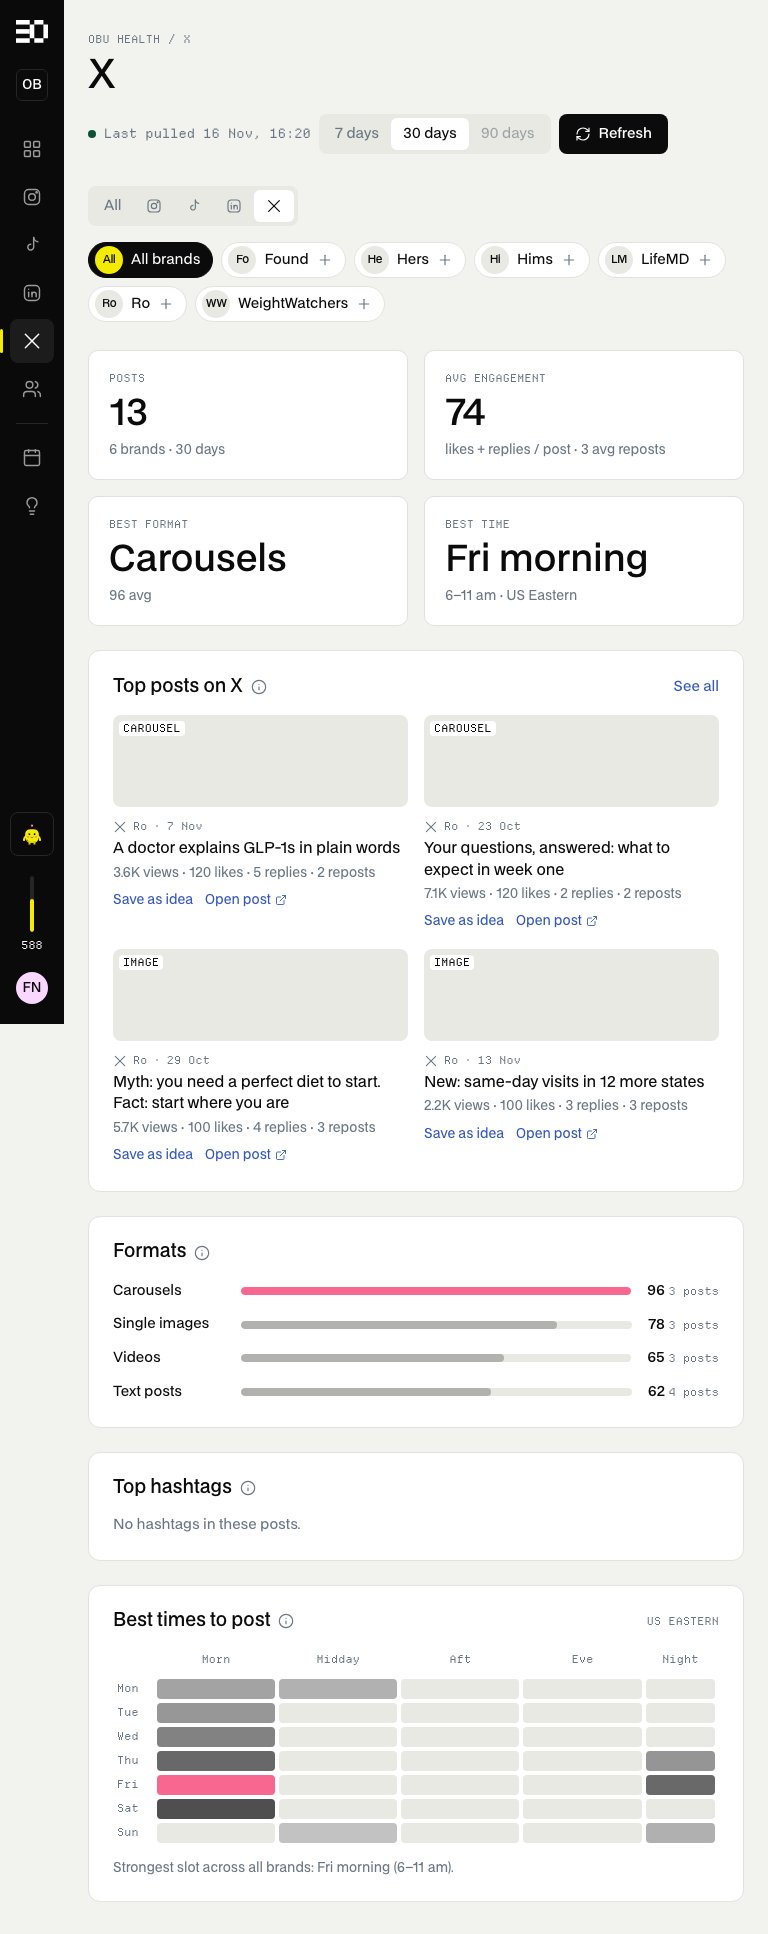 OBU HEALTH / X
X
OB
Last pulled 16 Nov, 16:20
7 days
30 days
90 days
Refresh
All
All All brands
Fo Found
He Hers
Hi Hims
LM LifeMD
Ro Ro
WW WeightWatchers
POSTS
13
6 brands · 30 days
AVG ENGAGEMENT
74
likes + replies / post · 3 avg reposts
BEST FORMAT
Carousels
96 avg
BEST TIME
Fri morning
6–11 am · US Eastern
Top posts on X
See all
CAROUSEL
Ro · 7 Nov
A doctor explains GLP-1s in plain words
3.6K views · 120 likes · 5 replies · 2 reposts
Save as idea Open post
CAROUSEL
Ro · 23 Oct
Your questions, answered: what to
expect in week one
7.1K views · 120 likes · 2 replies · 2 reposts
Save as idea Open post
IMAGE
Ro · 29 Oct
Myth: you need a perfect diet to start.
Fact: start where you are
5.7K views · 100 likes · 4 replies · 3 reposts
Save as idea Open post
IMAGE
Ro · 13 Nov
New: same-day visits in 12 more states
2.2K views · 100 likes · 3 replies · 3 reposts
Save as idea Open post
588
FN
Formats
Carousels 96 3 posts
Single images 78 3 posts
Videos 65 3 posts
Text posts 62 4 posts
Top hashtags
No hashtags in these posts.
Best times to post
US EASTERN
Morn Midday Aft Eve Night
Mon
Tue
Wed
Thu
Fri
Sat
Sun
Strongest slot across all brands: Fri morning (6–11 am).